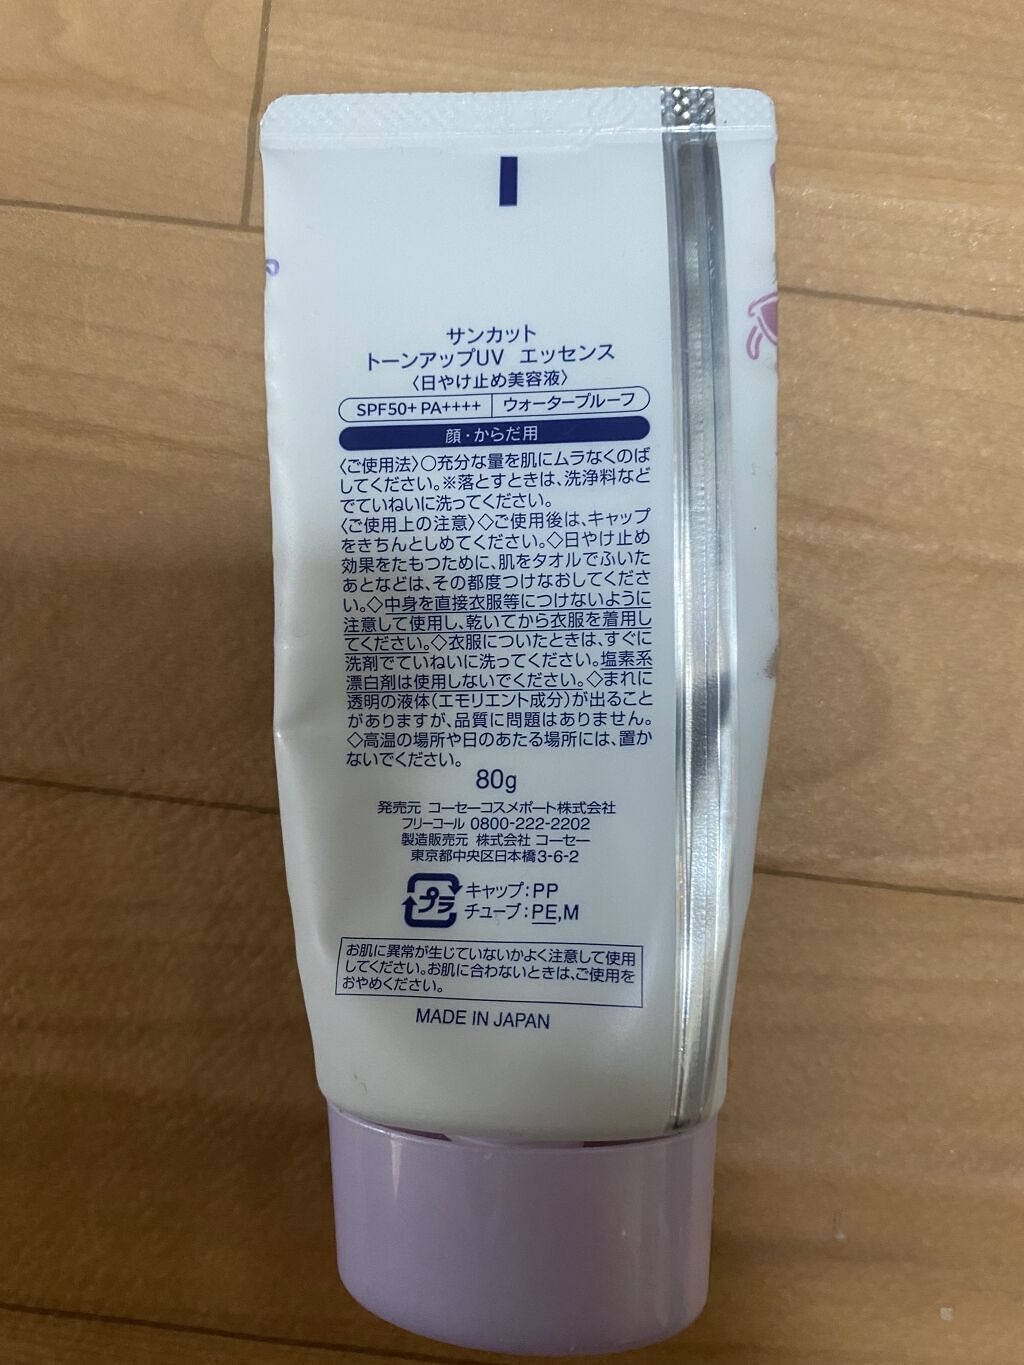 サンカット
トーンアップUV エッセンス
〈日やけ止め美容液〉
SPF50+ PA++++ ウォータープルーフ
顔・からだ用
〈ご使用法〉○充分な量を肌にムラなくのば
してください。※落とすときは、洗浄料など
でていねいに洗ってください。
〈ご使用上の注意〉◇ご使用後は、キャップ
をきちんとしめてください。◇日やけ止め
効果をたもつために、肌をタオルでふいた
あとなどは、その都度つけなおしてくださ
い。◇中身を直接衣服等につけないように
注意して使用し、乾いてから衣服を着用し
てください。◇衣服についたときは、すぐに
洗剤でていねいに洗ってください。塩素系
漂白剤は使用しないでください。◇まれに
透明の液体(エモリエント成分)が出ること
がありますが、品質に問題はありません。
◇高温の場所や日のあたる場所には、置か
ないでください。
80g
発売元 コーセーコスメポート株式会社
フリーコール 0800-222-2202
製造販売元 株式会社 コーセー
東京都中央区日本橋3-6-2
プラ
キャップ:PP
チューブ:PE,M
お肌に異常が生じていないかよく注意して使用
してください。お肌に合わないときは、ご使用を
おやめください。
MADE IN JAPAN